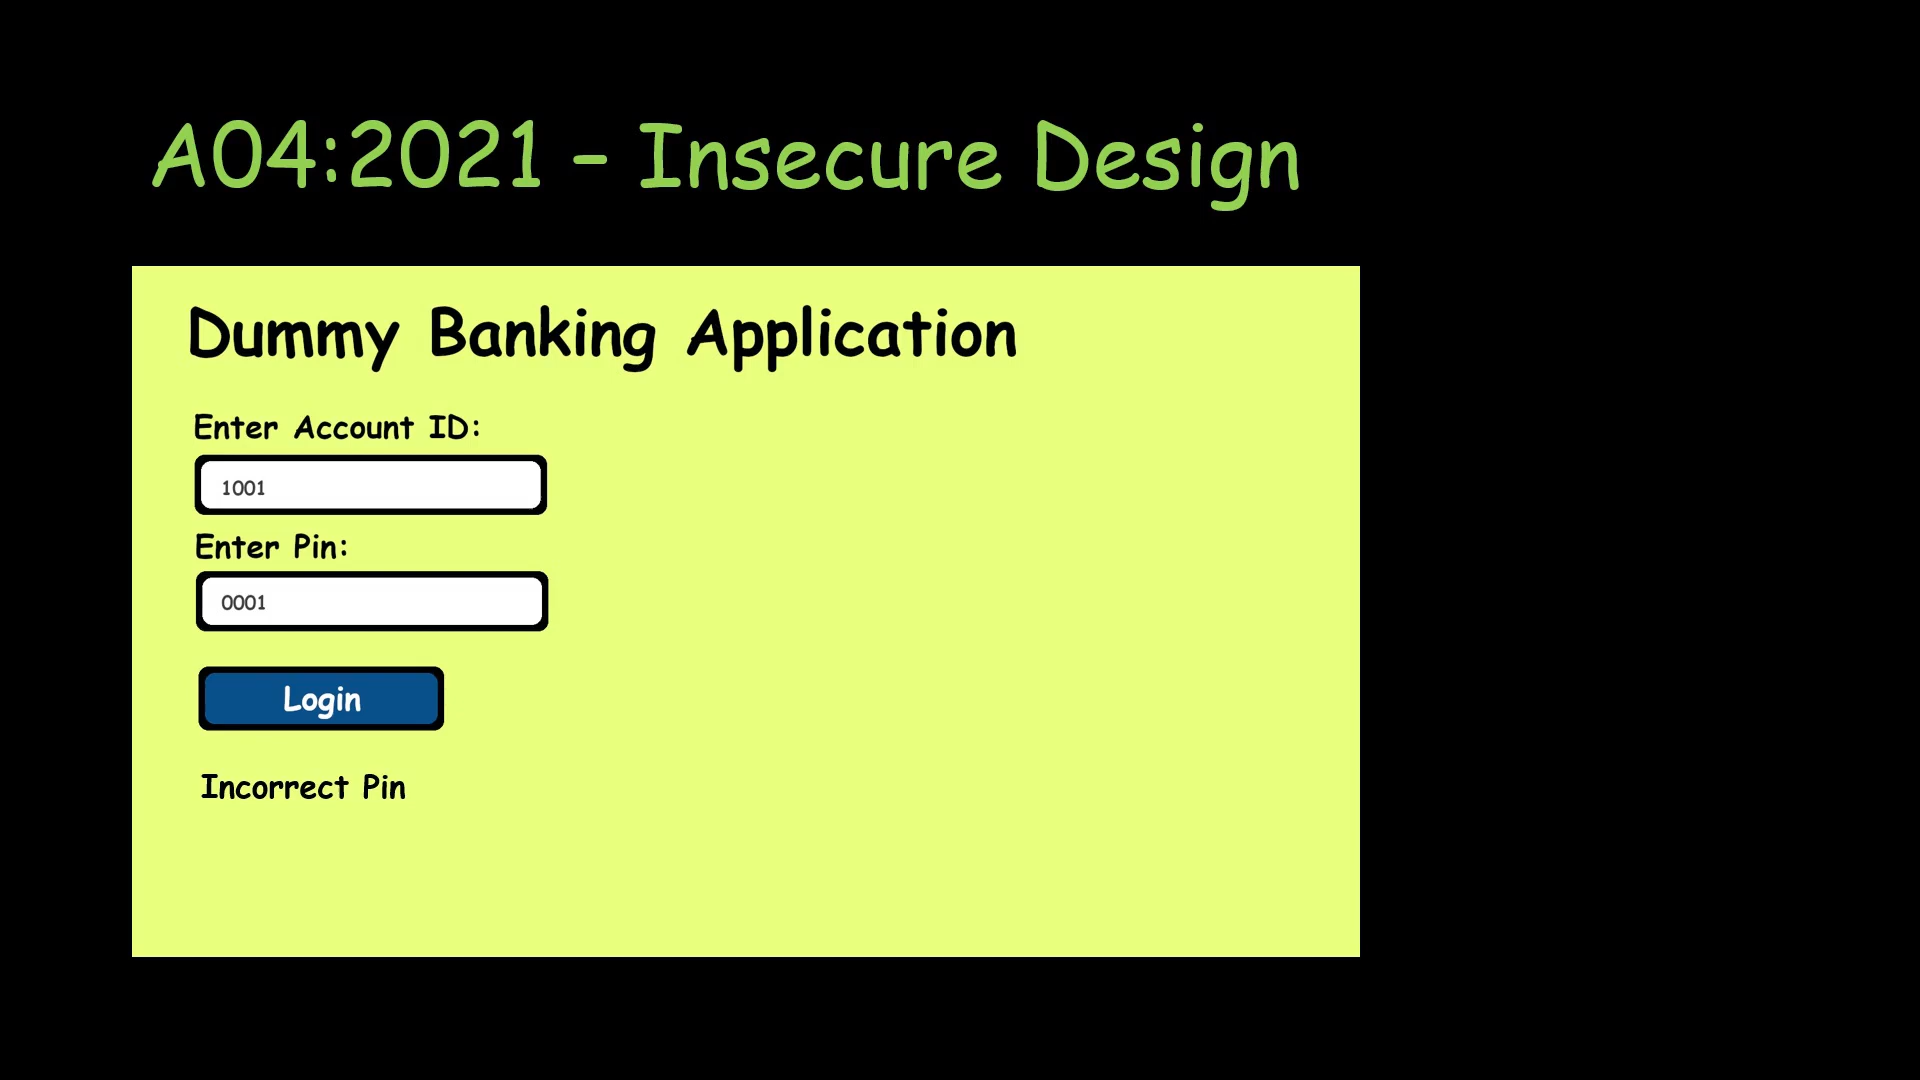 A04:2021 – Insecure Design
Dummy Banking Application
Enter Account ID:
1001
Enter Pin:
0001
Login
Incorrect Pin